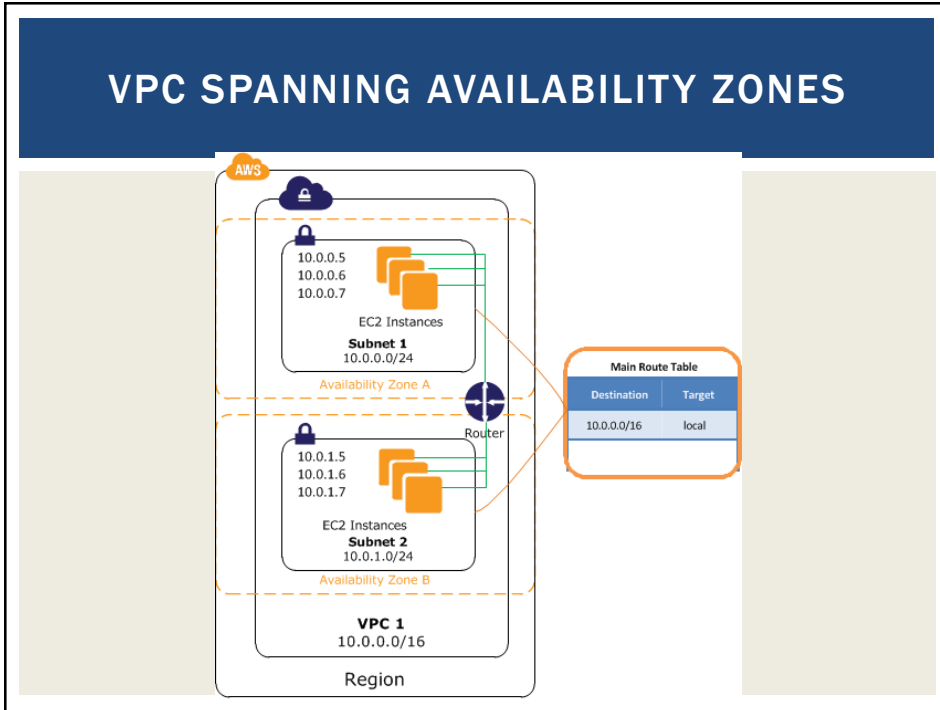 VPC SPANNING AVAILABILITY ZONES
AWS
10.0.0.5
10.0.0.6
10.0.0.7
EC2 Instances
Subnet 1
10.0.0.0/24
Availability Zone A
Router
10.0.1.5
10.0.1.6
10.0.1.7
EC2 Instances
Subnet 2
10.0.1.0/24
Availability Zone B
VPC 1
10.0.0.0/16
Region
Main Route Table
Destination Target
10.0.0.0/16 local